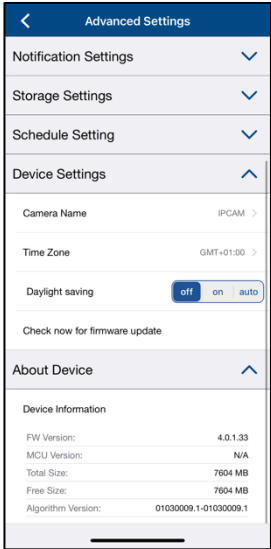 Advanced Settings
Notification Settings
Storage Settings
Schedule Setting
Device Settings
Camera Name IPCAM
Time Zone GMT+01:00
Daylight saving off on auto
Check now for firmware update
About Device
Device Information
FW Version: 4.0.1.33
MCU Version: N/A
Total Size: 7604 MB
Free Size: 7604 MB
Algorithm Version: 01030009.1-01030009.1